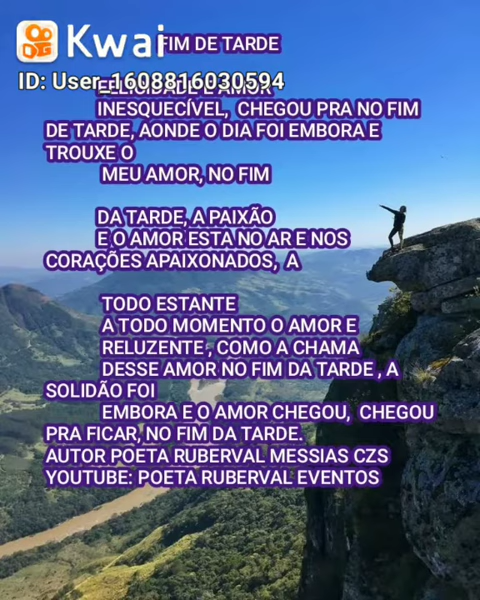 Kwai
FIM DE TARDE
ID: User_1608816030594
FELICIDADE E AMOR
INESQUECÍVEL, CHEGOU PRA NO FIM
DE TARDE, AONDE O DIA FOI EMBORA E
TROUXE O
MEU AMOR, NO FIM
DA TARDE, A PAIXÃO
E O AMOR ESTA NO AR E NOS
CORAÇÕES APAIXONADOS, A
TODO ESTANTE
A TODO MOMENTO O AMOR E
RELUZENTE , COMO A CHAMA
DESSE AMOR NO FIM DA TARDE , A
SOLIDÃO FOI
EMBORA E O AMOR CHEGOU, CHEGOU
PRA FICAR, NO FIM DA TARDE.
AUTOR POETA RUBERVAL MESSIAS CZS
YOUTUBE: POETA RUBERVAL EVENTOS